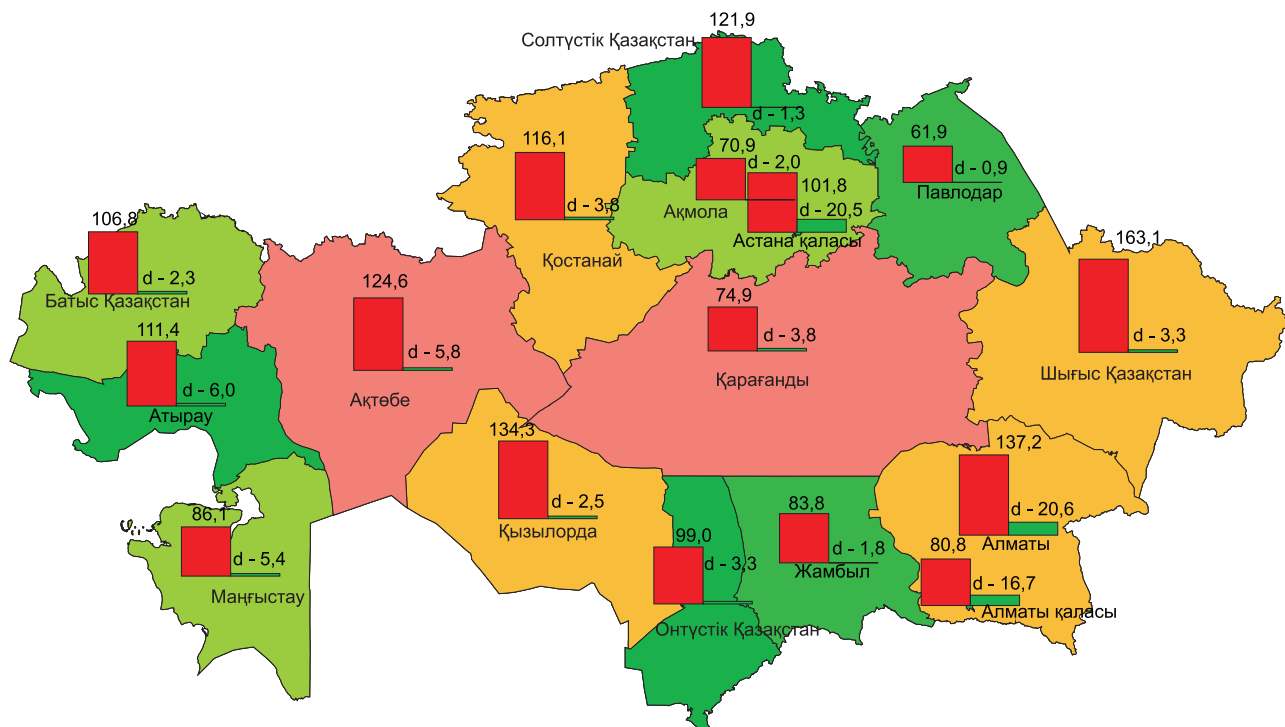 121,9
Солтүстік Қазақстан
d - 1,3
116,1
d - 3,8
Қостанай
70,9
d - 2,0
Ақмола
101,8
d - 20,5
Астана қаласы
61,9
d - 0,9
Павлодар
106,8
d - 2,3
Батыс Қазақстан
111,4
d - 6,0
Атырау
124,6
d - 5,8
Ақтөбе
74,9
d - 3,8
Қарағанды
163,1
d - 3,3
Шығыс Қазақстан
86,1
d - 5,4
Маңғыстау
134,3
d - 2,5
Қызылорда
99,0
d - 3,3
Онтүстік Қазақстан
83,8
d - 1,8
Жамбыл
137,2
d - 20,6
Алматы
80,8
d - 16,7
Алматы қаласы